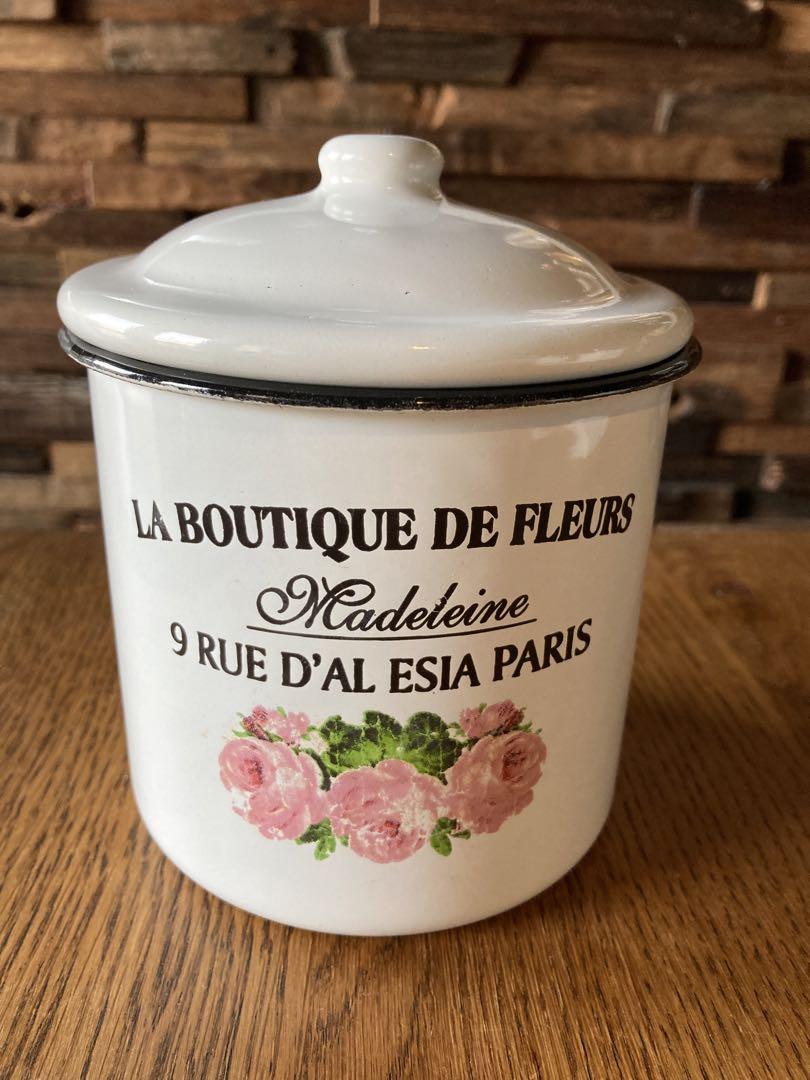 LA BOUTIQUE DE FLEURS
Madeleine
9 RUE D'AL ESIA PARIS